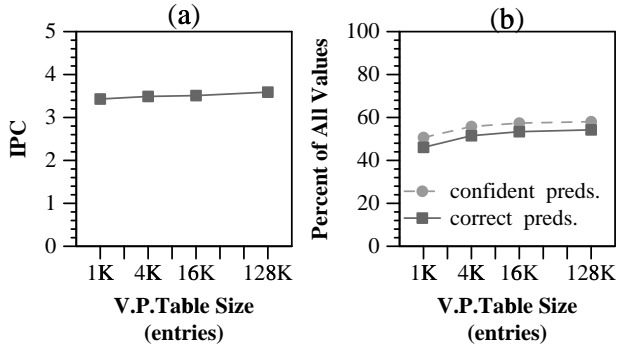 (a)
5
4
3
2
1
0
IPC
1K 4K 16K 128K
V.P.Table Size
(entries)
(b)
100
80
60
40
20
0
Percent of All Values
confident preds.
correct preds.
1K 4K 16K 128K
V.P.Table Size
(entries)